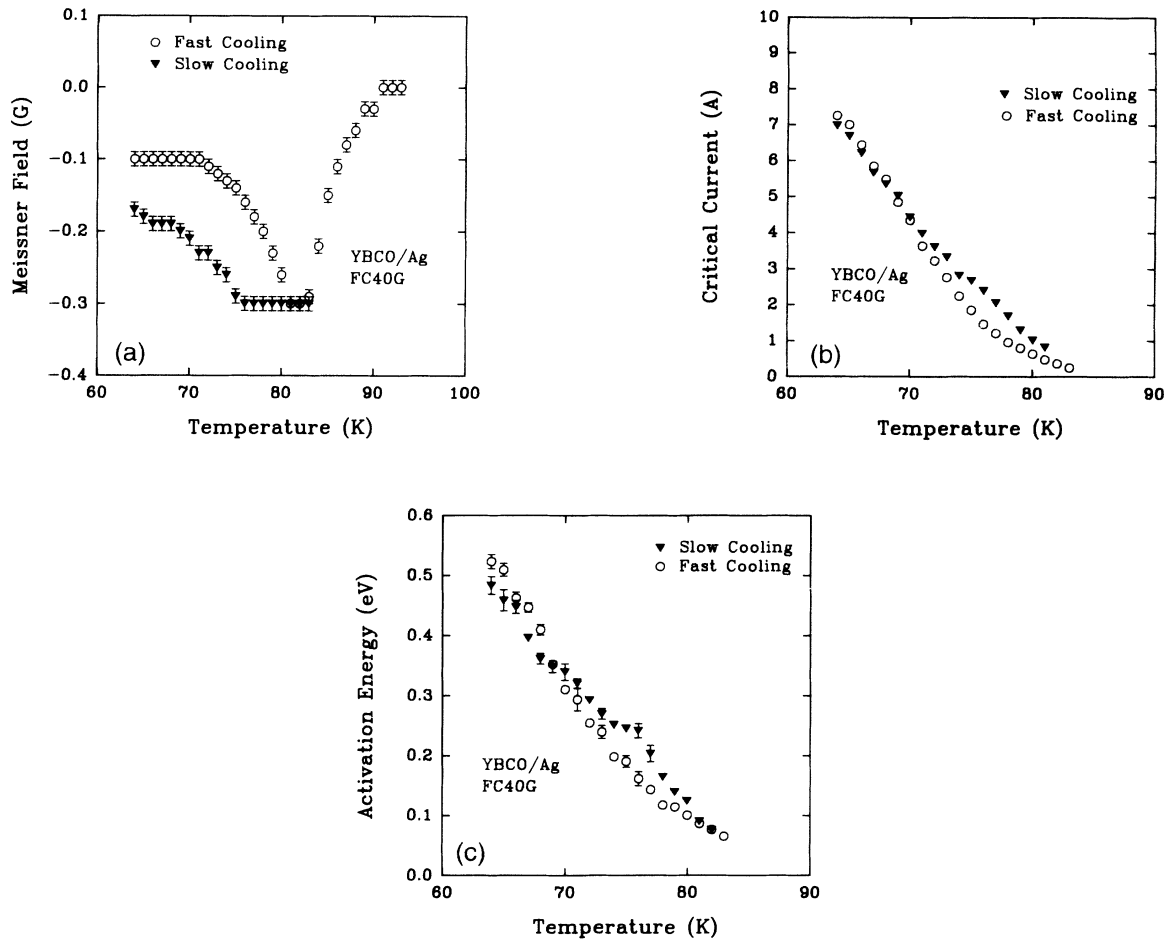 0.1
0.0
−0.1
−0.2
−0.3
−0.4
Meissner Field (G)
Fast Cooling
Slow Cooling
YBCO/Ag
FC40G
(a)
60
70
80
90
100
Temperature (K)
10
9
8
7
6
5
4
3
2
1
0
Critical Current (A)
Slow Cooling
Fast Cooling
YBCO/Ag
FC40G
(b)
60
70
80
90
Temperature (K)
0.6
0.5
0.4
0.3
0.2
0.1
0.0
Activation Energy (eV)
Slow Cooling
Fast Cooling
YBCO/Ag
FC40G
(c)
60
70
80
90
Temperature (K)